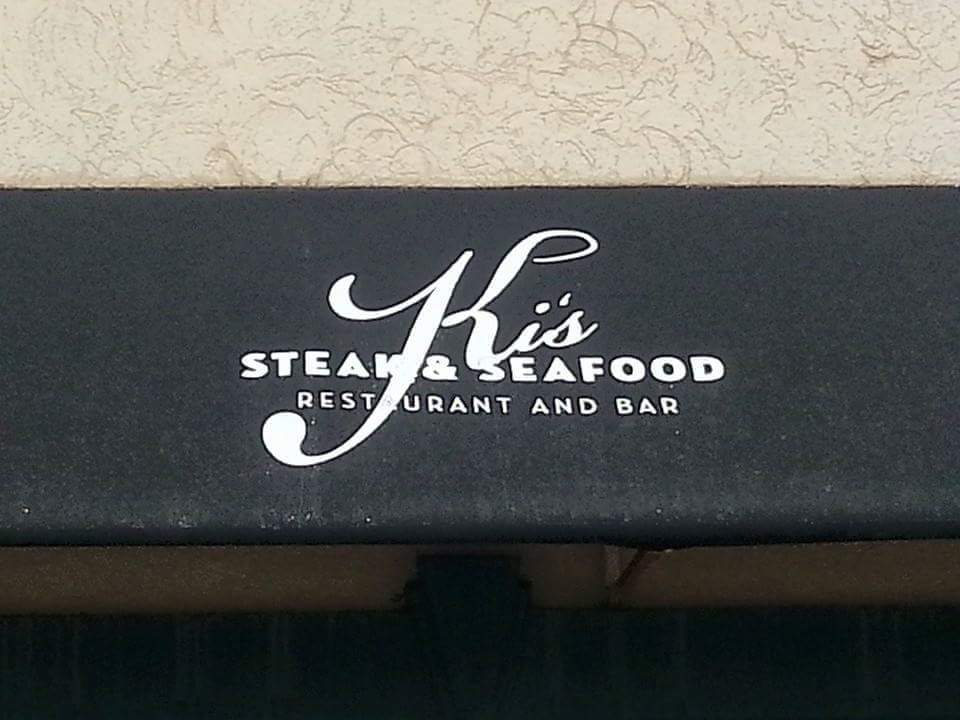 Ki's
STEAK & SEAFOOD
RESTAURANT AND BAR